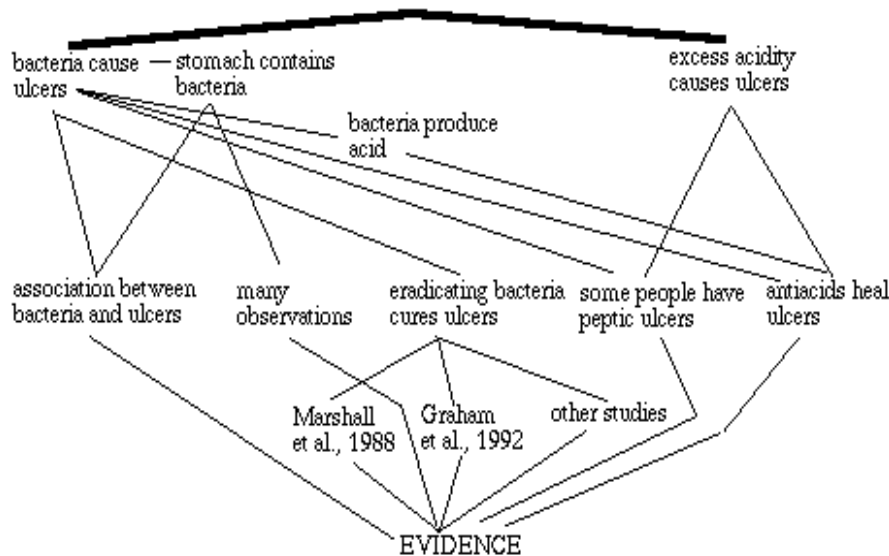 bacteria cause
ulcers
stomach contains
bacteria
excess acidity
causes ulcers
bacteria produce
acid
association between
bacteria and ulcers
many
observations
eradicating bacteria
cures ulcers
some people have
peptic ulcers
antiacids heal
ulcers
Marshall
et al., 1988
Graham
et al., 1992
other studies
EVIDENCE